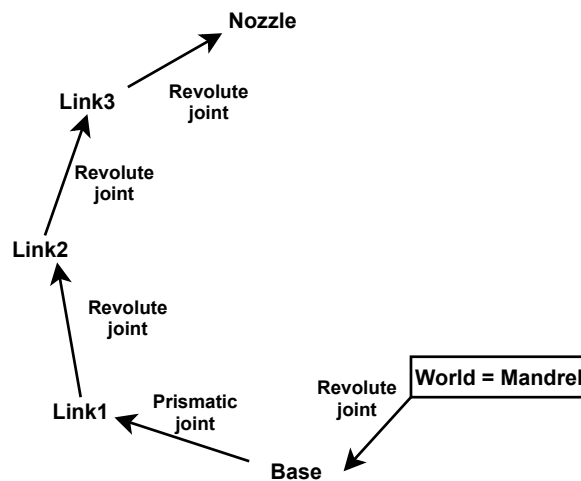 Nozzle
Revolute
joint
Link3
Revolute
joint
Link2
Revolute
joint
World = Mandrel
Revolute
joint
Prismatic
joint
Link1
Base